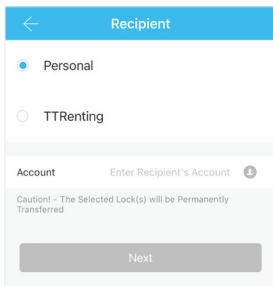 Recipient
Personal
TTRenting
Account Enter Recipient's Account
Caution! - The Selected Lock(s) will be Permanently
Transferred
Next